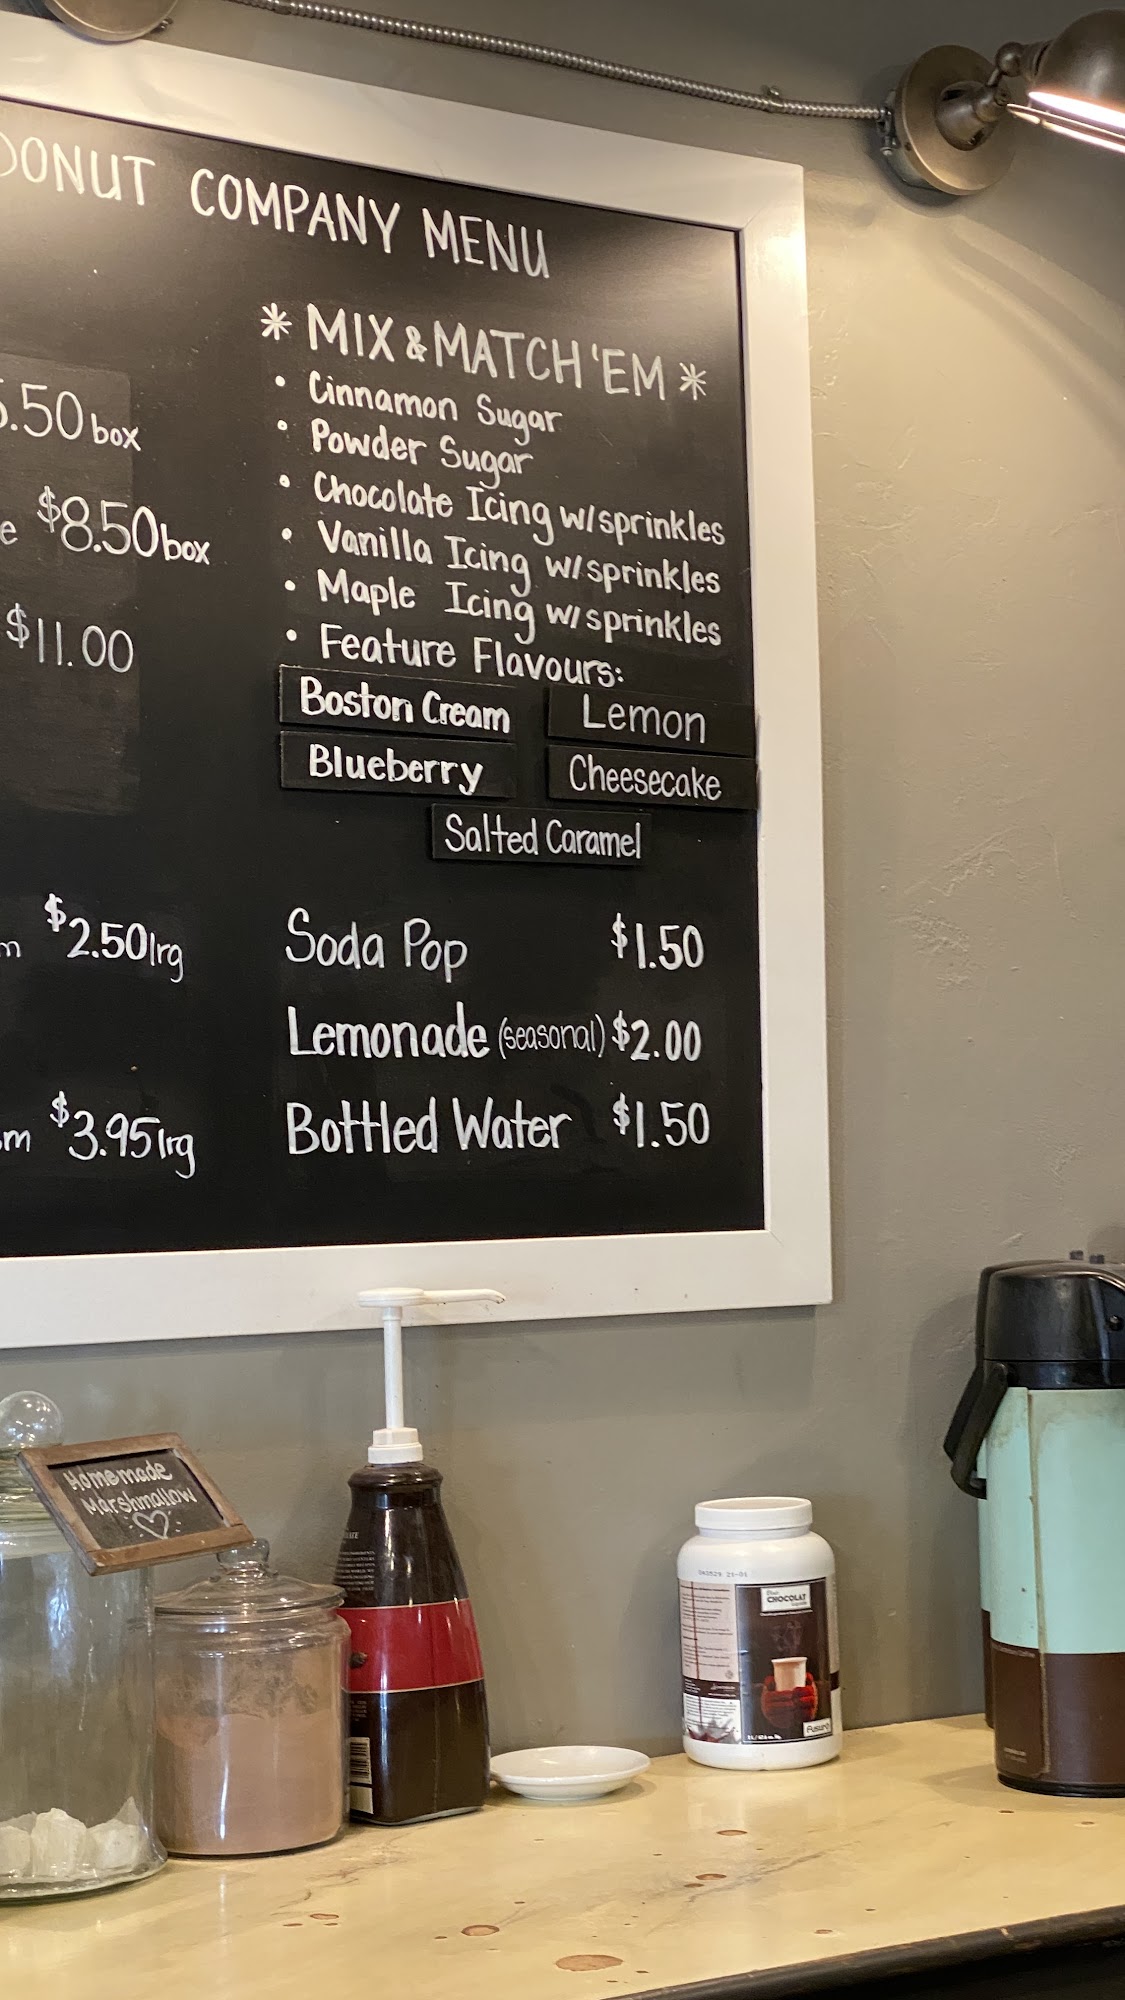 DONUT COMPANY MENU
.50 box
$8.50 box
$11.00
$2.50 lrg
$3.95 lrg
* MIX & MATCH 'EM *
• Cinnamon Sugar
• Powder Sugar
• Chocolate Icing w/sprinkles
• Vanilla Icing w/sprinkles
• Maple Icing w/sprinkles
• Feature Flavours:
Boston Cream Lemon
Blueberry Cheesecake
Salted Caramel
Soda Pop $1.50
Lemonade (seasonal) $2.00
Bottled Water $1.50
Homemade
Marshmallow
CHOCOLAT